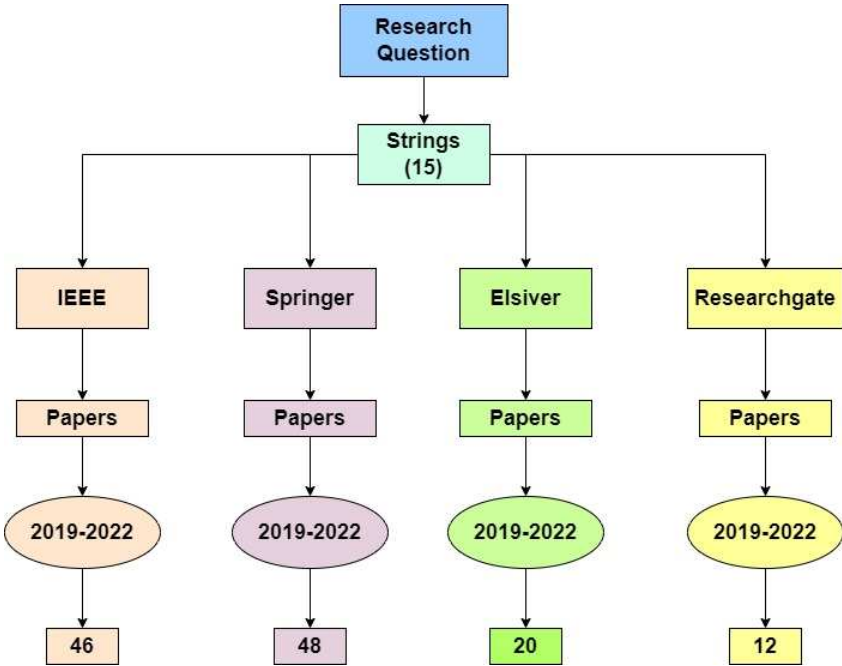 Research
Question
Strings
(15)
IEEE
Springer
Elsiver
Researchgate
Papers
Papers
Papers
Papers
2019-2022
2019-2022
2019-2022
2019-2022
46
48
20
12